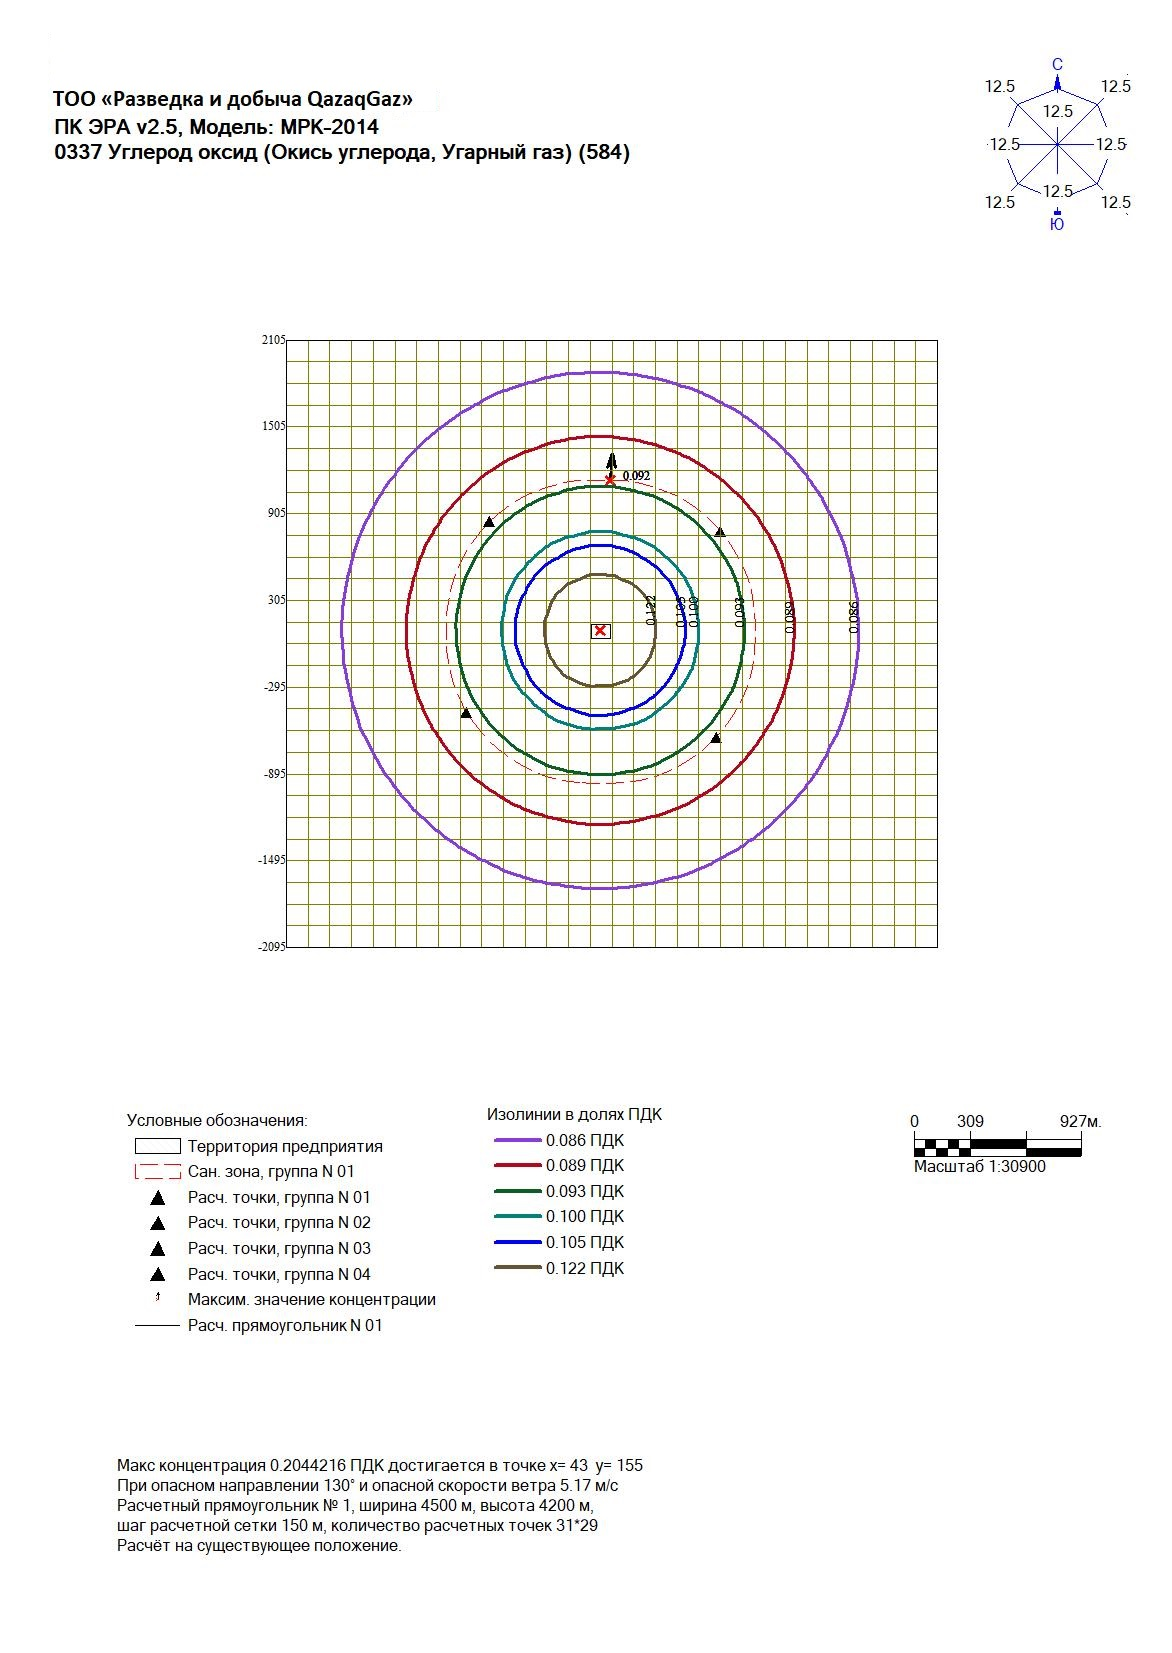 ТОО «Разведка и добыча QazaqGaz»
ПК ЭРА v2.5, Модель: МРК-2014
0337 Углерод оксид (Окись углерода, Угарный газ) (584)
С
12.5 12.5
12.5
12.5 12.5
12.5
12.5 12.5
Ю
2105
1505
0.092
905
305
0.122 0.105 0.100 0.093 0.089 0.086
-295
-895
-1495
-2095
Условные обозначения:
Территория предприятия
Сан. зона, группа N 01
Расч. точки, группа N 01
Расч. точки, группа N 02
Расч. точки, группа N 03
Расч. точки, группа N 04
Максим. значение концентрации
Расч. прямоугольник N 01
Изолинии в долях ПДК
0.086 ПДК
0.089 ПДК
0.093 ПДК
0.100 ПДК
0.105 ПДК
0.122 ПДК
0 309 927м.
Масштаб 1:30900
Макс концентрация 0.2044216 ПДК достигается в точке x= 43 y= 155
При опасном направлении 130° и опасной скорости ветра 5.17 м/с
Расчетный прямоугольник № 1, ширина 4500 м, высота 4200 м,
шаг расчетной сетки 150 м, количество расчетных точек 31*29
Расчёт на существующее положение.